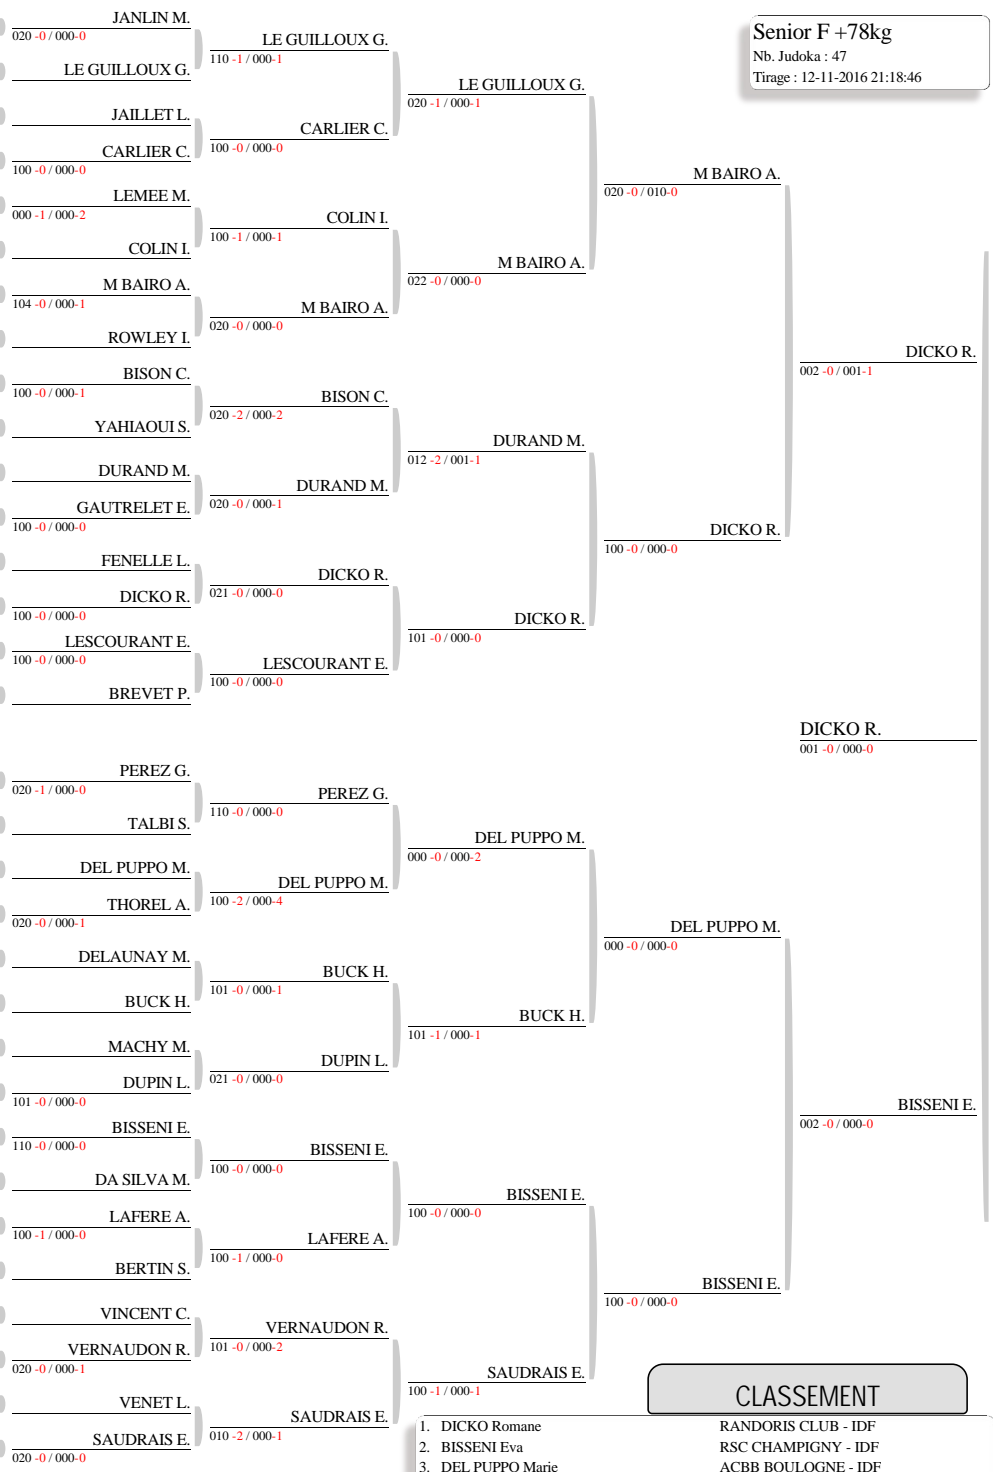 Senior F +78kg
Nb. Judoka : 47
Tirage : 12-11-2016 21:18:46
JANLIN M.
020 -0 / 000-0
LE GUILLOUX G.
JAILLET L.
CARLIER C.
100 -0 / 000-0
LEMEE M.
000 -1 / 000-2
COLIN I.
M BAIRO A.
104 -0 / 000-1
ROWLEY I.
BISON C.
100 -0 / 000-1
YAHIAOUI S.
DURAND M.
GAUTRELET E.
100 -0 / 000-0
FENELLE L.
DICKO R.
100 -0 / 000-0
LESCOURANT E.
100 -0 / 000-0
BREVET P.
PEREZ G.
020 -1 / 000-0
TALBI S.
DEL PUPPO M.
THOREL A.
020 -0 / 000-1
DELAUNAY M.
BUCK H.
MACHY M.
DUPIN L.
101 -0 / 000-0
BISSENI E.
110 -0 / 000-0
DA SILVA M.
LAFERE A.
100 -1 / 000-0
BERTIN S.
VINCENT C.
VERNAUDON R.
020 -0 / 000-1
VENET L.
SAUDRAIS E.
020 -0 / 000-0
LE GUILLOUX G.
110 -1 / 000-1
CARLIER C.
100 -0 / 000-0
COLIN I.
100 -1 / 000-1
M BAIRO A.
020 -0 / 000-0
BISON C.
020 -2 / 000-2
DURAND M.
020 -0 / 000-1
DICKO R.
021 -0 / 000-0
LESCOURANT E.
100 -0 / 000-0
PEREZ G.
110 -0 / 000-0
DEL PUPPO M.
100 -2 / 000-4
BUCK H.
101 -0 / 000-1
DUPIN L.
021 -0 / 000-0
BISSENI E.
100 -0 / 000-0
LAFERE A.
100 -1 / 000-0
VERNAUDON R.
101 -0 / 000-2
SAUDRAIS E.
010 -2 / 000-1
LE GUILLOUX G.
020 -1 / 000-1
M BAIRO A.
022 -0 / 000-0
DURAND M.
012 -2 / 001-1
DICKO R.
101 -0 / 000-0
DEL PUPPO M.
000 -0 / 000-2
BUCK H.
101 -1 / 000-1
BISSENI E.
100 -0 / 000-0
SAUDRAIS E.
100 -1 / 000-1
M BAIRO A.
020 -0 / 010-0
DICKO R.
100 -0 / 000-0
DEL PUPPO M.
000 -0 / 000-0
BISSENI E.
100 -0 / 000-0
DICKO R.
002 -0 / 001-1
DICKO R.
001 -0 / 000-0
BISSENI E.
002 -0 / 000-0
CLASSEMENT
1. DICKO Romane RANDORIS CLUB - IDF
2. BISSENI Eva RSC CHAMPIGNY - IDF
3. DEL PUPPO Marie ACBB BOULOGNE - IDF